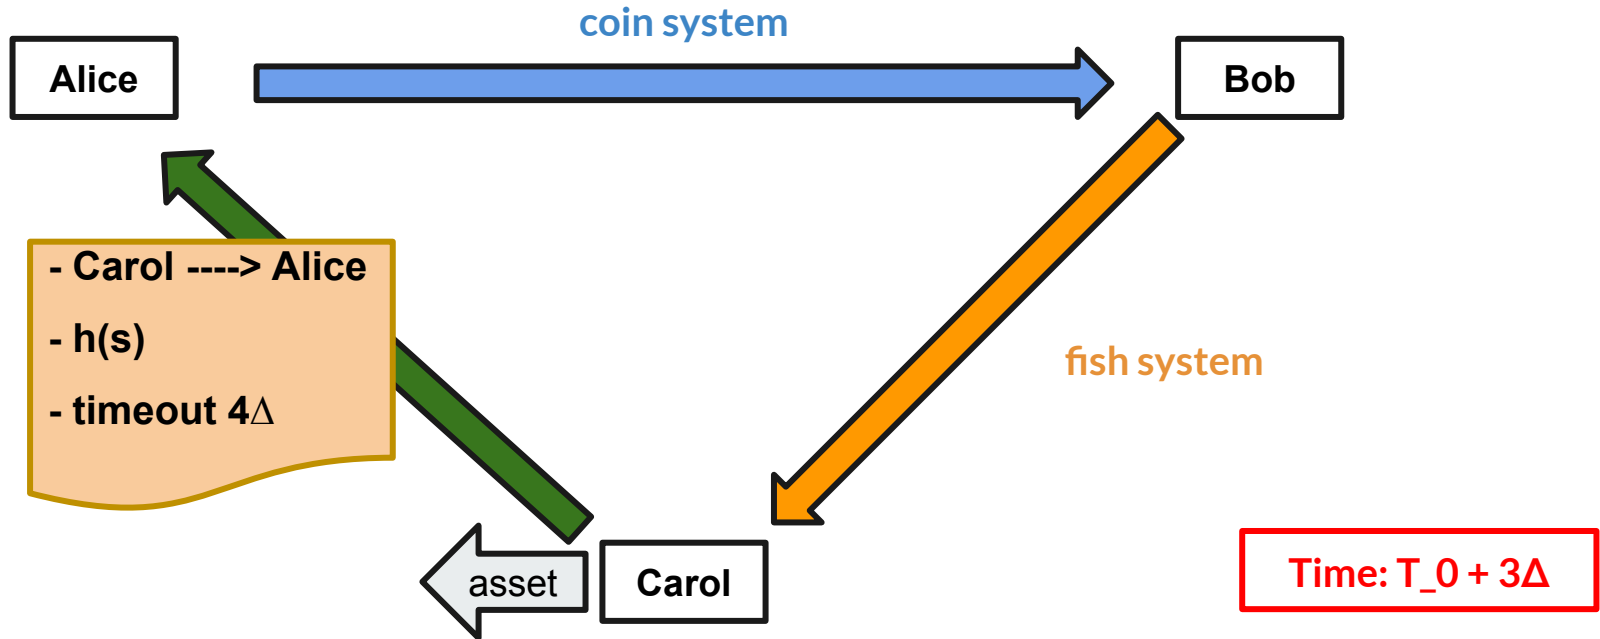 coin system
Alice
Bob
- Carol ----> Alice
- h(s)
- timeout 4Δ
fish system
asset
Carol
Time: T_0 + 3Δ